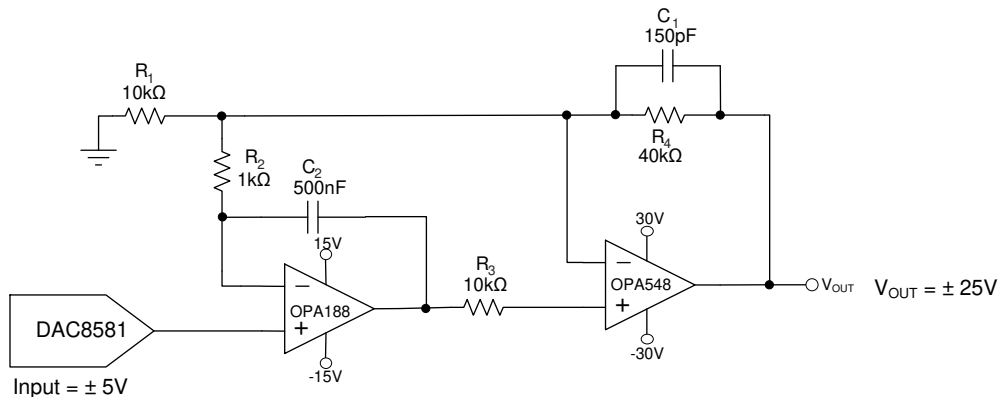 C1
150pF
R1
10kΩ
R4
40kΩ
R2
1kΩ
C2
500nF
15V
30V
R3
10kΩ
−
OPA188
+
−
OPA548
+
VOUT
VOUT = ± 25V
DAC8581
-15V
-30V
Input = ± 5V